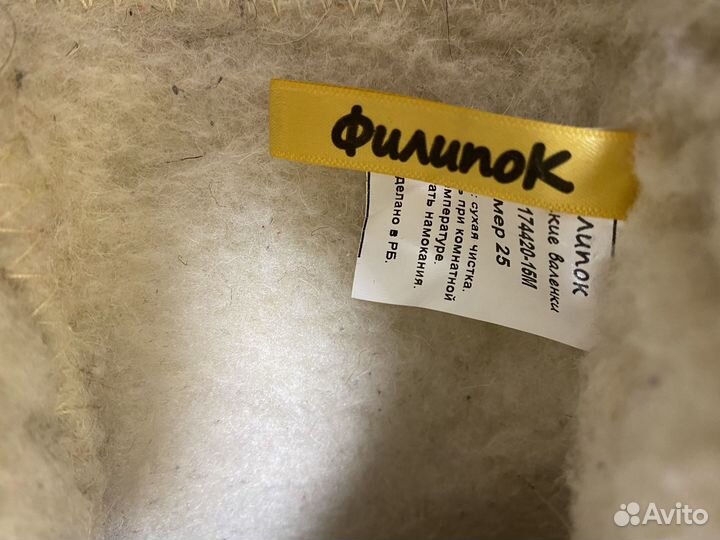 Филипок
липок
кие валенки
174420-16М
мер 25
: сухая чистка.
ь при комнатной
мпературе.
ать намокания.
делано в РБ.
Avito